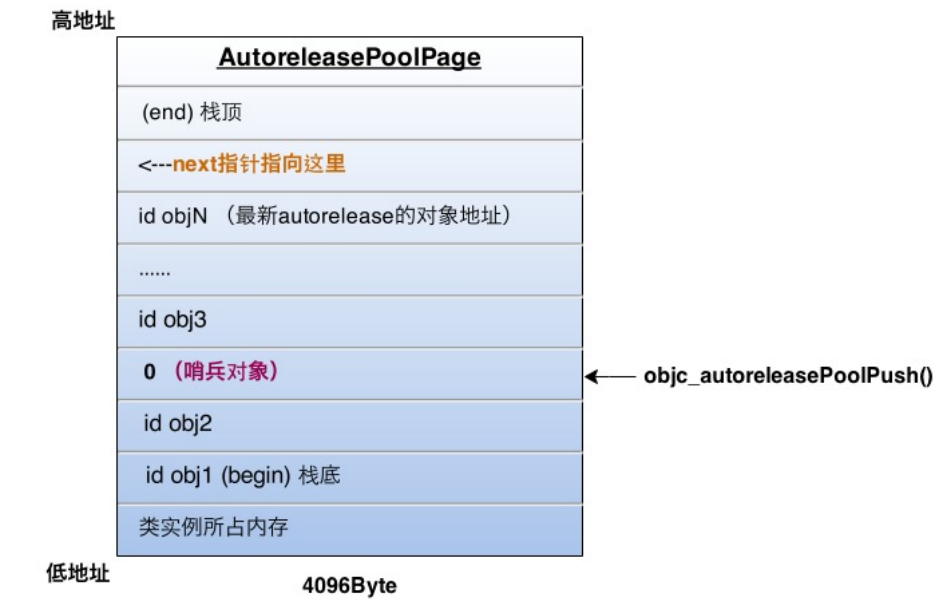 高地址
AutoreleasePoolPage
(end) 栈顶
<---next指针指向这里
id objN （最新autorelease的对象地址）
......
id obj3
0 （哨兵对象） objc_autoreleasePoolPush()
id obj2
id obj1 (begin) 栈底
类实例所占内存
低地址
4096Byte